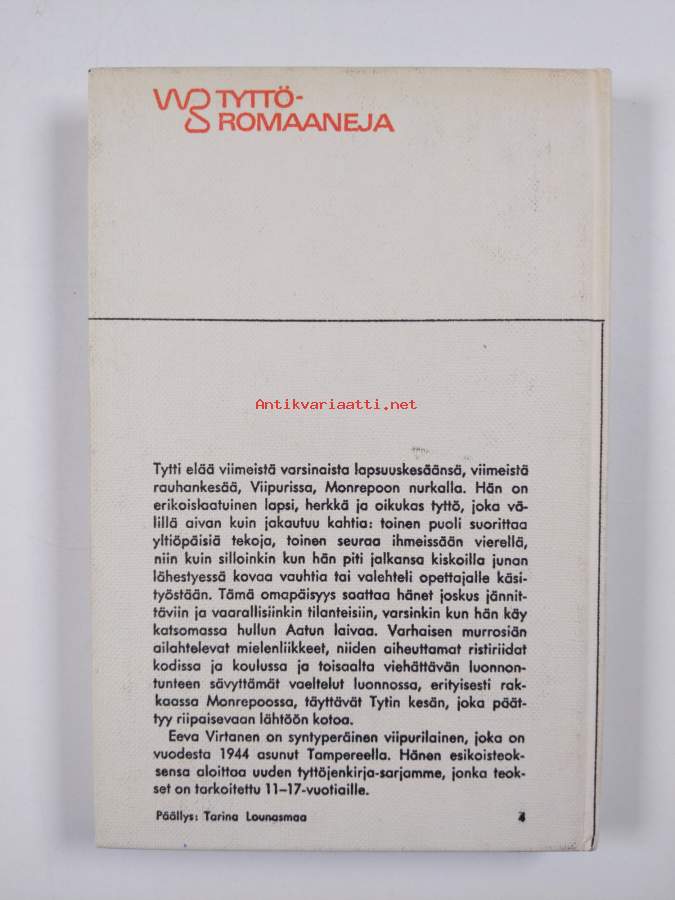 WS TYTTÖ-
ROMAANEJA
Antikvariaatti.net
Tytti elää viimeistä varsinaista lapsuuskesäänsä, viimeistä
rauhankesää, Viipurissa, Monrepoon nurkalla. Hän on
erikoislaatuinen lapsi, herkkä ja oikukas tyttö, joka vä-
lillä aivan kuin jakautuu kahtia: toinen puoli suorittaa
yltiöpäisiä tekoja, toinen seuraa ihmeissään vierellä,
niin kuin silloinkin kun hän piti jalkansa kiskoilla junan
lähestyessä kovaa vauhtia tai valehteli opettajalle käsi-
työstään. Tämä omapäisyys saattaa hänet joskus jännit-
täviin ja vaarallisiinkin tilanteisiin, varsinkin kun hän käy
katsomassa hullun Aatun laivaa. Varhaisen murrosiän
ailahtelevat mielenliikkeet, niiden aiheuttamat ristiriidat
kodissa ja koulussa ja toisaalta viehättävän luonnon-
tunteen sävyttämät vaeltelut luonnossa, erityisesti rak-
kaassa Monrepoossa, täyttävät Tytin kesän, joka päät-
tyy riipaisevaan lähtöön kotoa.
Eeva Virtanen on syntyperäinen viipurilainen, joka on
vuodesta 1944 asunut Tampereella. Hänen esikoisteok-
sensa aloittaa uuden tyttöjenkirja-sarjamme, jonka teok-
set on tarkoitettu 11–17-vuotiaille.
Päällys: Tarina Lounasmaa 4